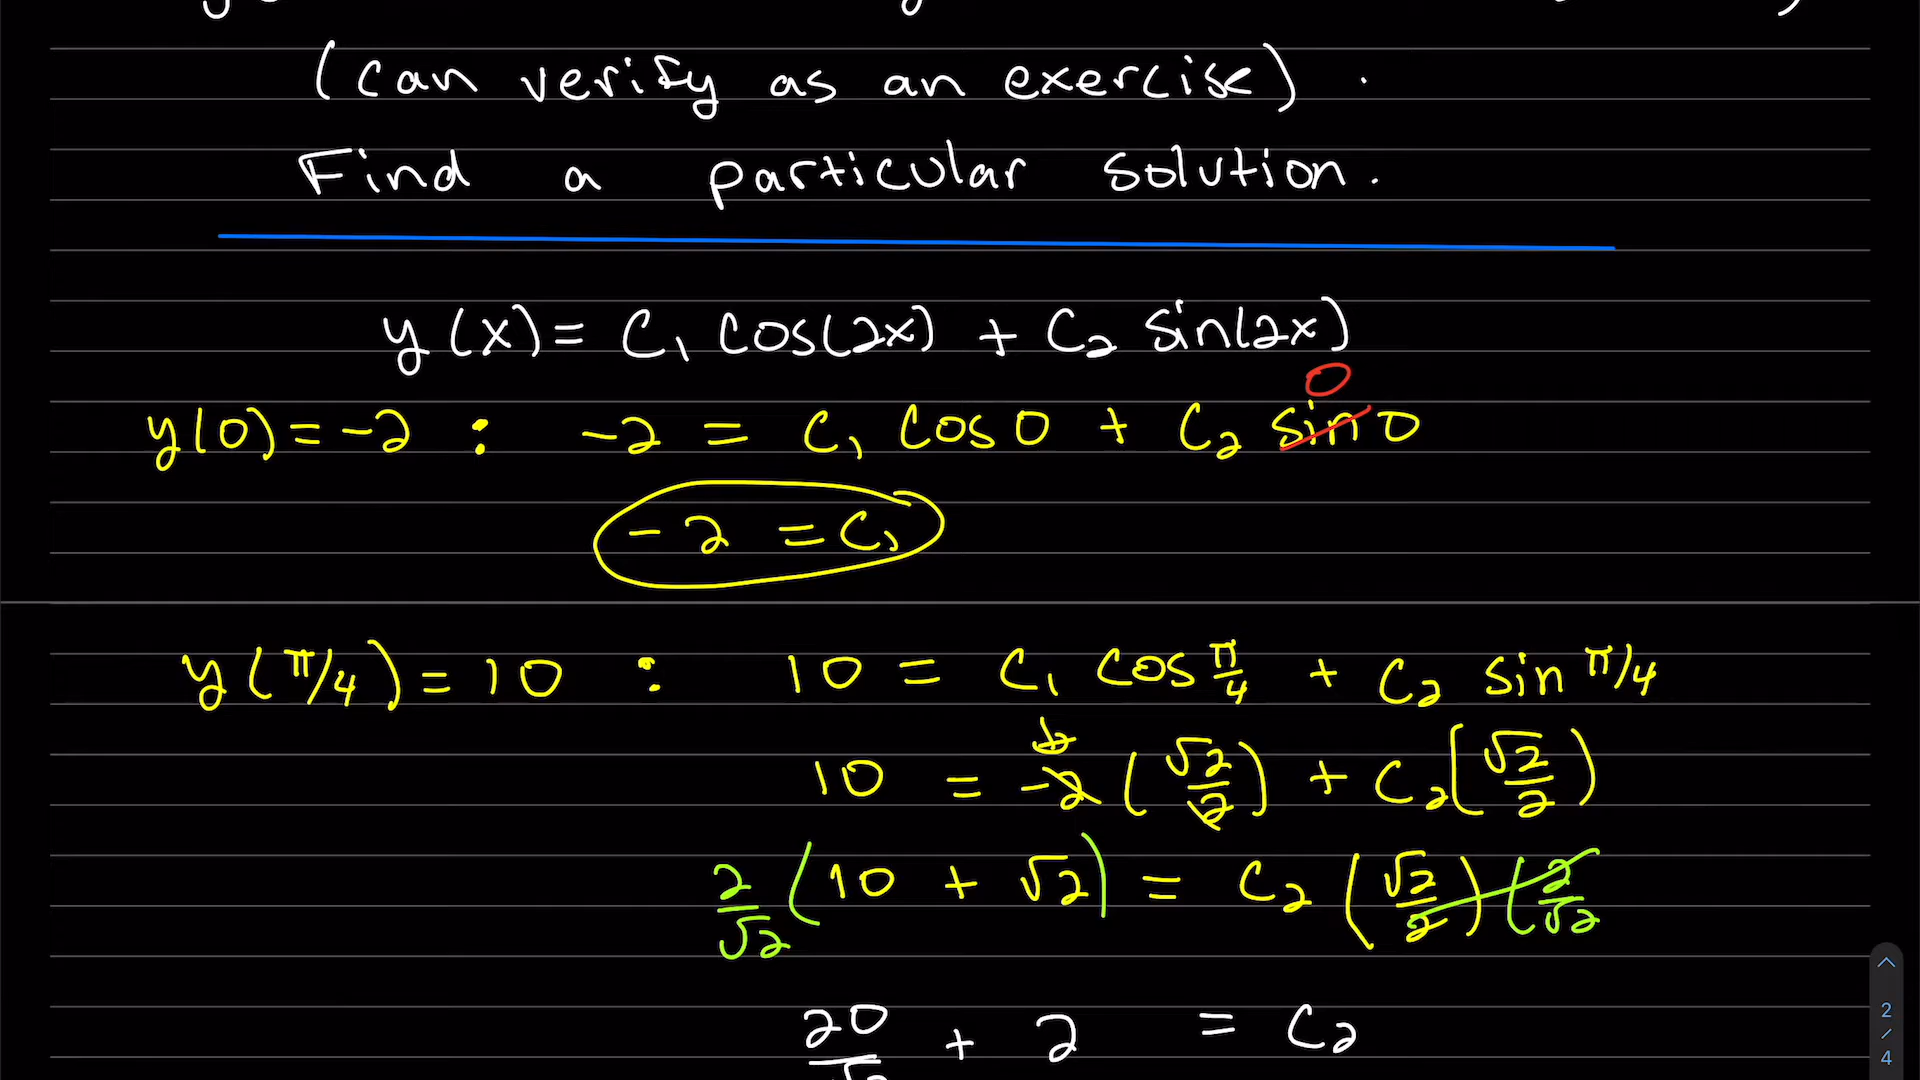 (can verify as an exercise).
Find a particular solution.
y(x) = C₁ cos(2x) + C₂ sin(2x)
0
y(0) = -2 : -2 = C₁ cos 0 + C₂ sin 0
-2 = C₁
y(π/4) = 10 : 10 = C₁ cos π/4 + C₂ sin π/4
10 = -2 (√2/2) + C₂ (√2/2)
2/√2 (10 + √2) = C₂ (√2/2) (2/√2
20/√2 + 2 = C₂
2
/
4